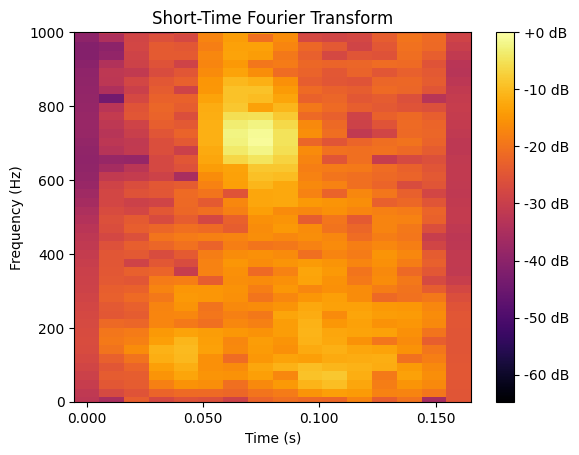 Short-Time Fourier Transform
1000
800
600
400
200
0
Frequency (Hz)
0.000
0.050
0.100
0.150
Time (s)
+0 dB
-10 dB
-20 dB
-30 dB
-40 dB
-50 dB
-60 dB